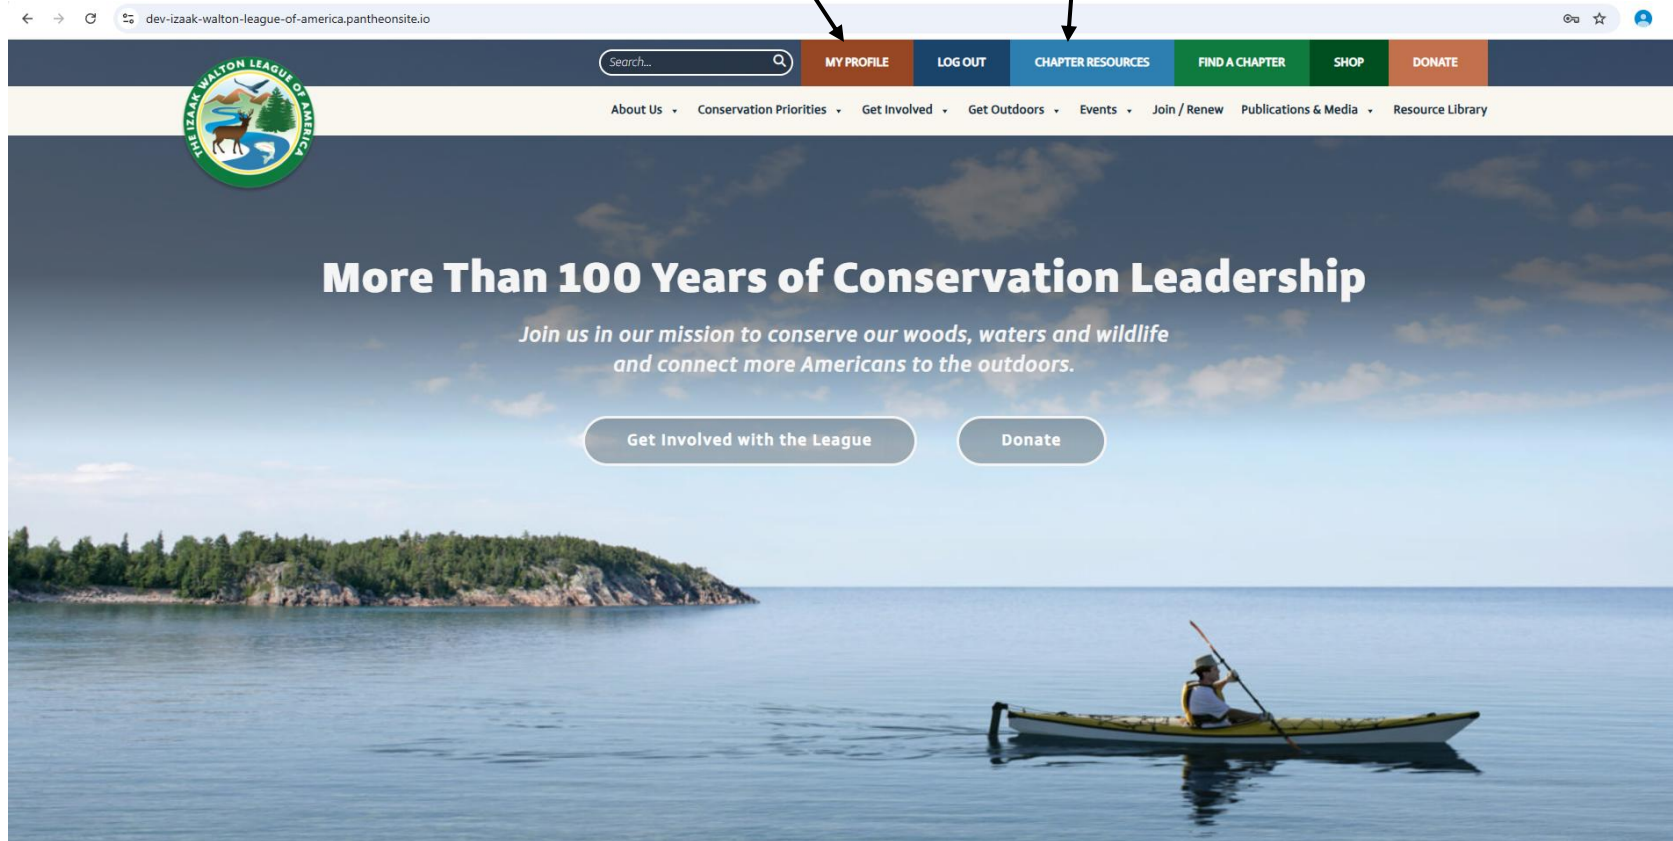 dev-izaak-walton-league-of-america.pantheonsite.io
Search... MY PROFILE LOG OUT CHAPTER RESOURCES FIND A CHAPTER SHOP DONATE
THE IZAAK WALTON LEAGUE OF AMERICA
About Us Conservation Priorities Get Involved Get Outdoors Events Join / Renew Publications & Media Resource Library
More Than 100 Years of Conservation Leadership
Join us in our mission to conserve our woods, waters and wildlife
and connect more Americans to the outdoors.
Get Involved with the League Donate